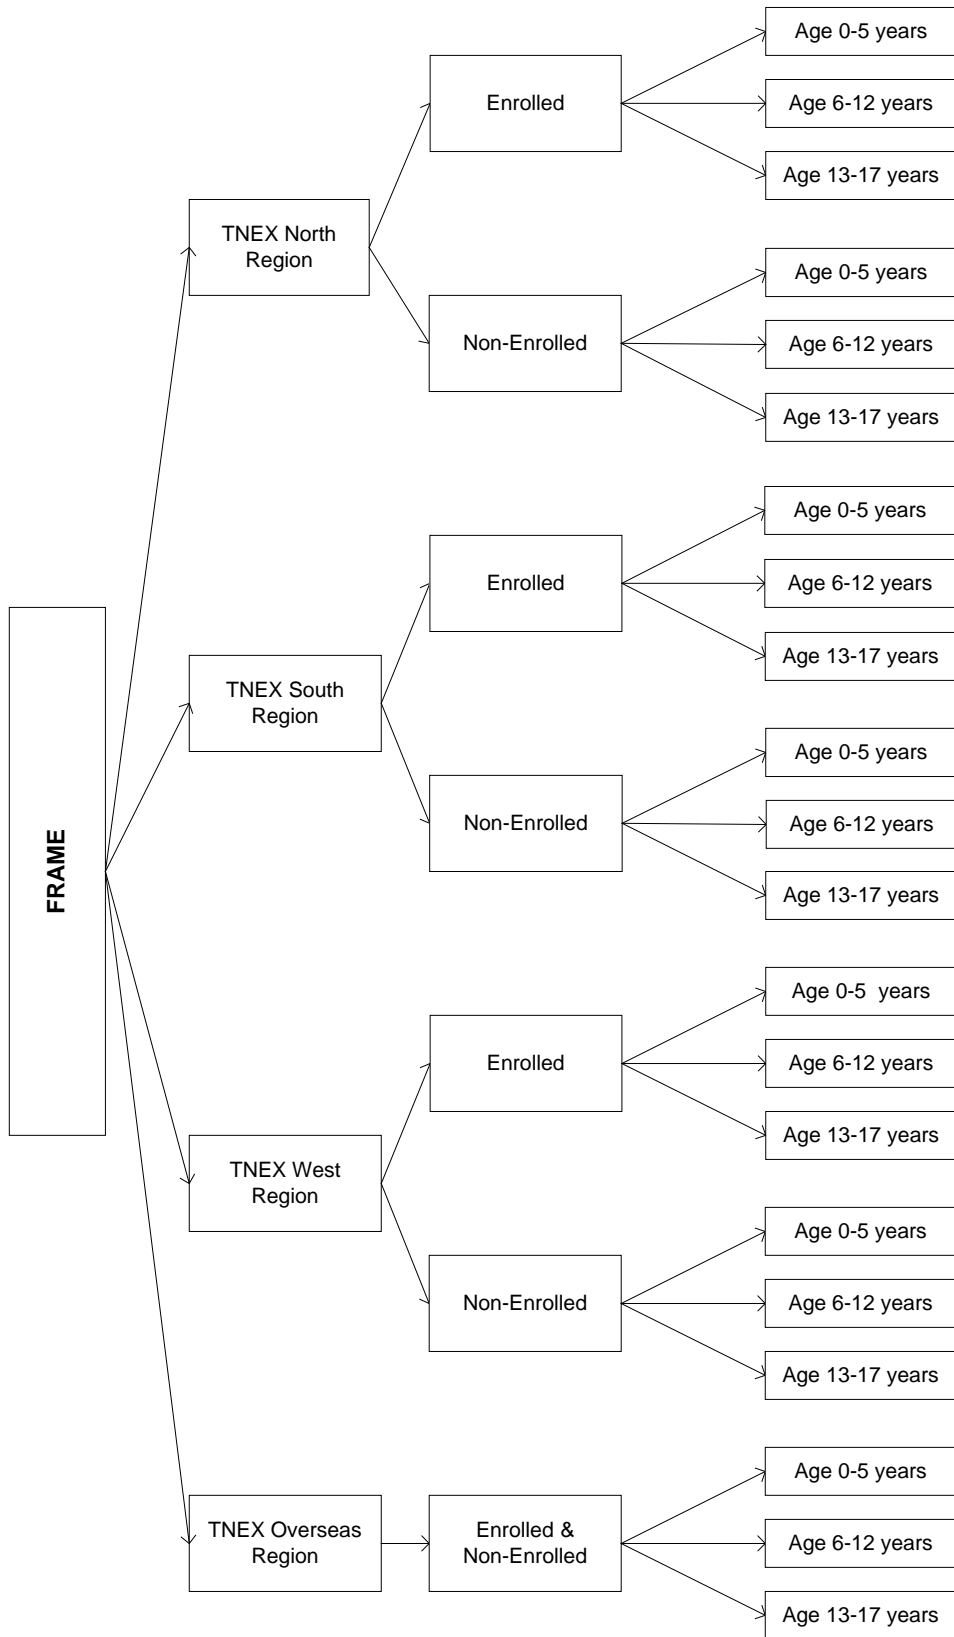 FRAME
TNEX North
Region
Enrolled
Age 0-5 years
Age 6-12 years
Age 13-17 years
Non-Enrolled
Age 0-5 years
Age 6-12 years
Age 13-17 years
TNEX South
Region
Enrolled
Age 0-5 years
Age 6-12 years
Age 13-17 years
Non-Enrolled
Age 0-5 years
Age 6-12 years
Age 13-17 years
TNEX West
Region
Enrolled
Age 0-5  years
Age 6-12 years
Age 13-17 years
Non-Enrolled
Age 0-5 years
Age 6-12 years
Age 13-17 years
TNEX Overseas
Region
Enrolled &
Non-Enrolled
Age 0-5 years
Age 6-12 years
Age 13-17 years